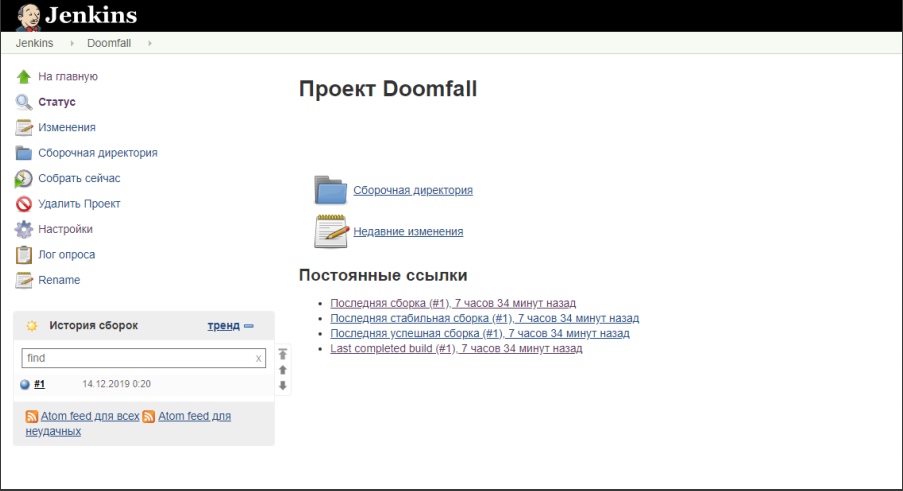 Jenkins
Jenkins Doomfall
На главную
Статус
Изменения
Сборочная директория
Собрать сейчас
Удалить Проект
Настройки
Лог опроса
Rename
История сборок тренд
find x
#1 14.12.2019 0:20
Atom feed для всех Atom feed для
неудачных
Проект Doomfall
Сборочная директория
Недавние изменения
Постоянные ссылки
Последняя сборка (#1), 7 часов 34 минут назад
Последняя стабильная сборка (#1), 7 часов 34 минут назад
Последняя успешная сборка (#1), 7 часов 34 минут назад
Last completed build (#1), 7 часов 34 минут назад